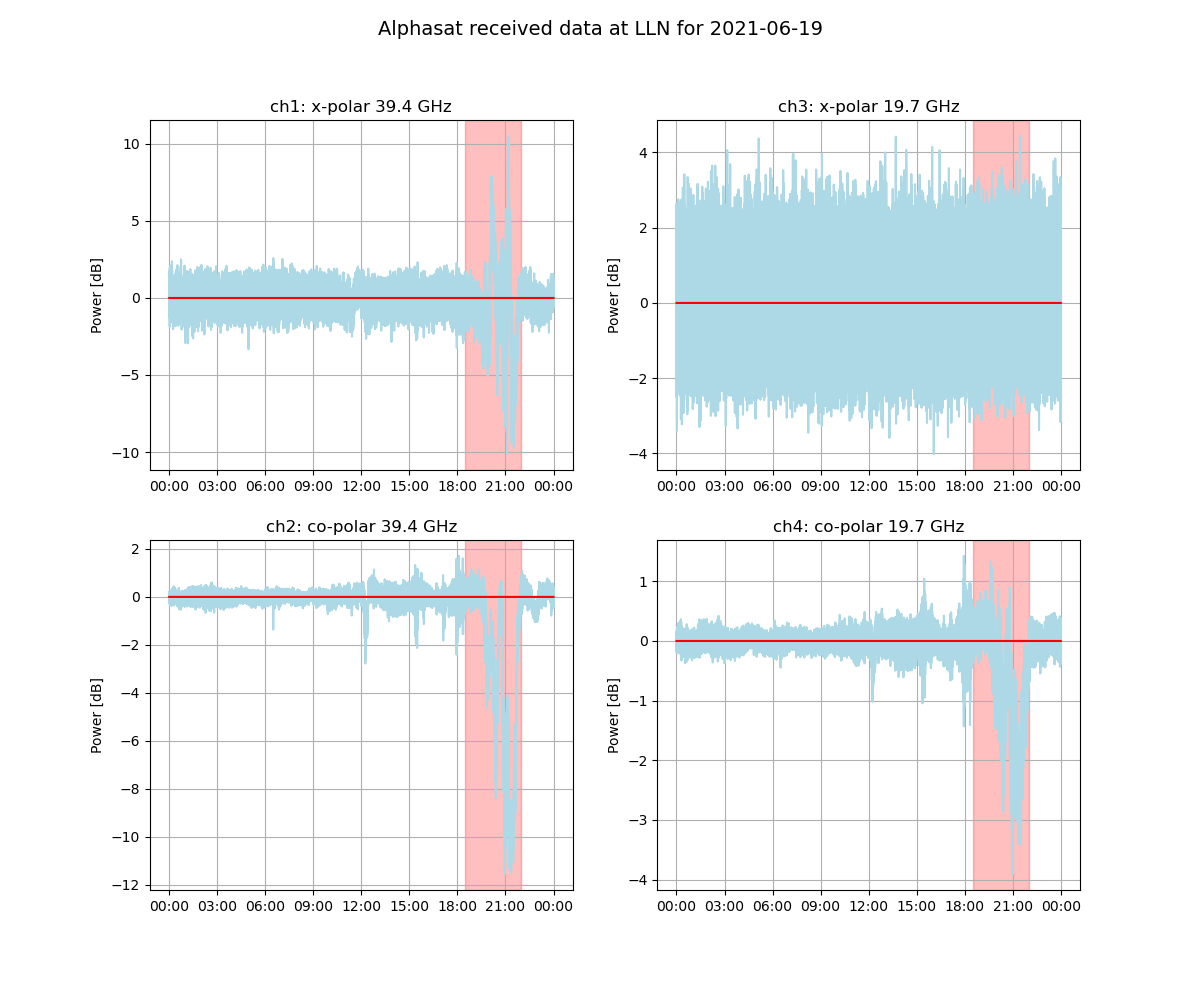 Alphasat received data at LLN for 2021-06-19
ch1: x-polar 39.4 GHz
Power [dB]
10
5
0
−5
−10
00:00 03:00 06:00 09:00 12:00 15:00 18:00 21:00 00:00
ch3: x-polar 19.7 GHz
Power [dB]
4
2
0
−2
−4
00:00 03:00 06:00 09:00 12:00 15:00 18:00 21:00 00:00
ch2: co-polar 39.4 GHz
Power [dB]
2
0
−2
−4
−6
−8
−10
−12
00:00 03:00 06:00 09:00 12:00 15:00 18:00 21:00 00:00
ch4: co-polar 19.7 GHz
Power [dB]
1
0
−1
−2
−3
−4
00:00 03:00 06:00 09:00 12:00 15:00 18:00 21:00 00:00